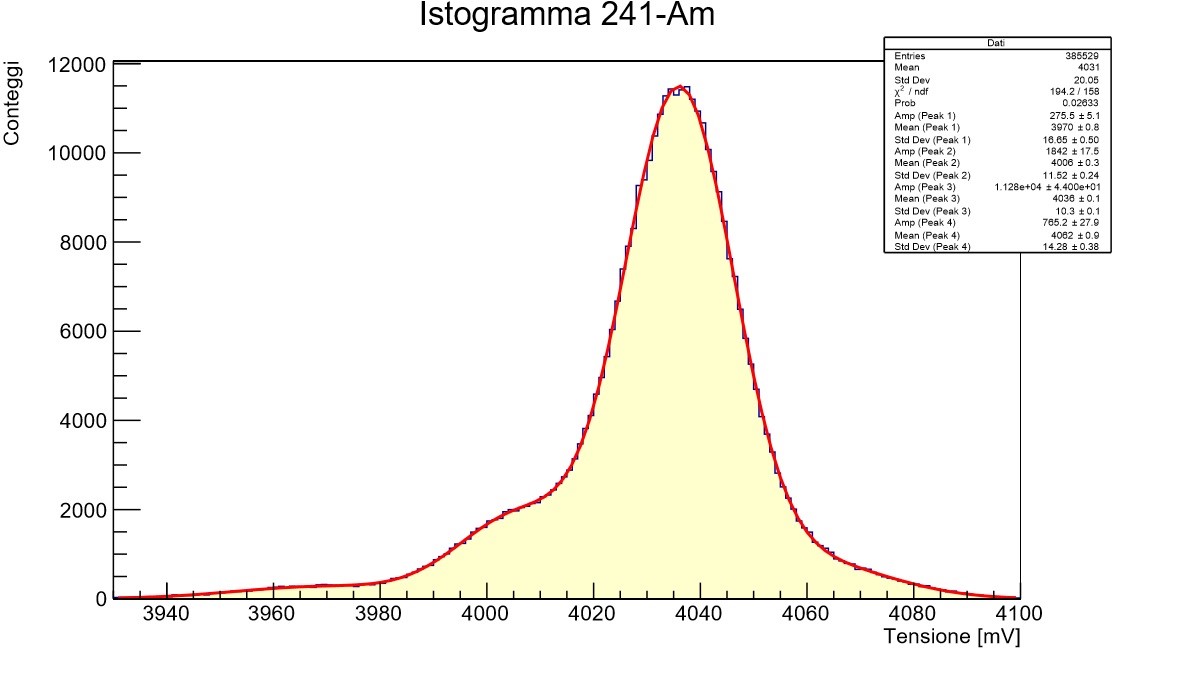 Istogramma 241-Am
Conteggi
12000
10000
8000
6000
4000
2000
0
3940 3960 3980 4000 4020 4040 4060 4080 4100
Tensione [mV]
Dati
Entries 385529
Mean 4031
Std Dev 20.05
χ² / ndf 194.2 / 158
Prob 0.02633
Amp (Peak 1) 275.5 ± 5.1
Mean (Peak 1) 3970 ± 0.8
Std Dev (Peak 1) 16.65 ± 0.50
Amp (Peak 2) 1842 ± 17.5
Mean (Peak 2) 4006 ± 0.3
Std Dev (Peak 2) 11.52 ± 0.24
Amp (Peak 3) 1.128e+04 ± 4.400e+01
Mean (Peak 3) 4036 ± 0.1
Std Dev (Peak 3) 10.3 ± 0.1
Amp (Peak 4) 765.2 ± 27.9
Mean (Peak 4) 4062 ± 0.9
Std Dev (Peak 4) 14.28 ± 0.38